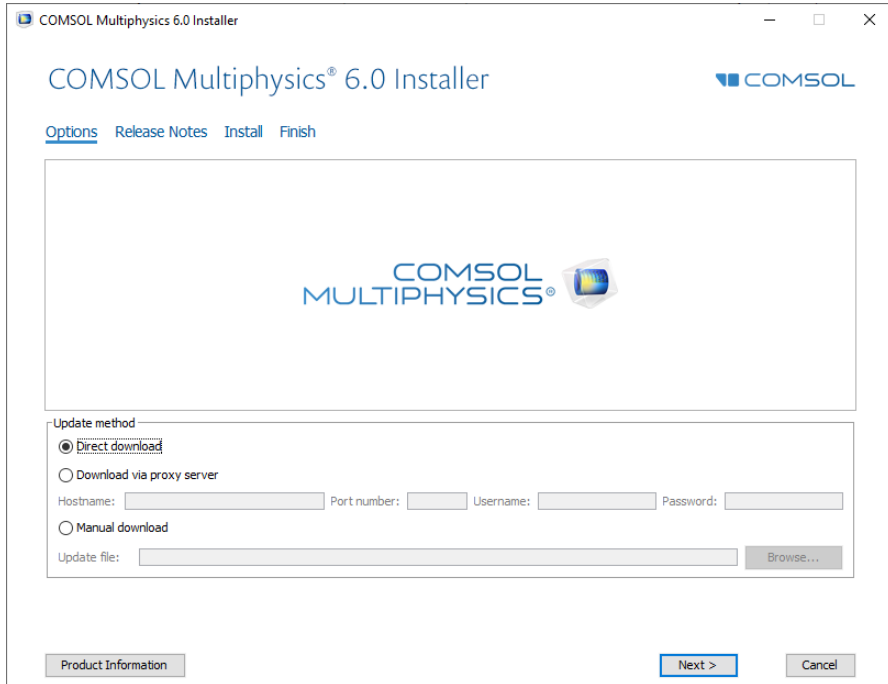 COMSOL Multiphysics 6.0 Installer
COMSOL Multiphysics® 6.0 Installer
COMSOL
Options Release Notes Install Finish
COMSOL
MULTIPHYSICS®
Update method
Direct download
Download via proxy server
Hostname: Port number: Username: Password:
Manual download
Update file: Browse...
Product Information Next > Cancel